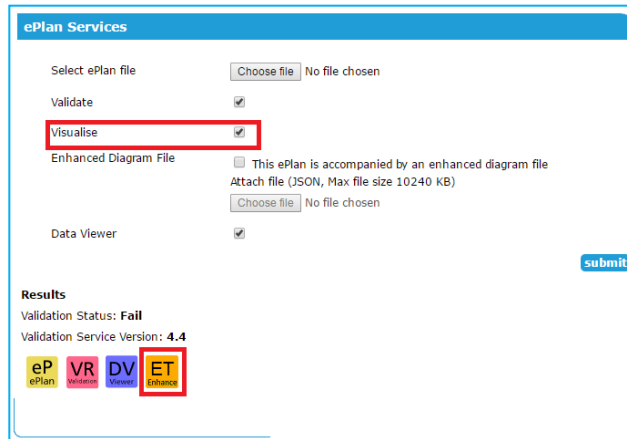 ePlan Services
Select ePlan file Choose file No file chosen
Validate
Visualise
Enhanced Diagram File This ePlan is accompanied by an enhanced diagram file
Attach file (JSON, Max file size 10240 KB)
Choose file No file chosen
Data Viewer
submit
Results
Validation Status: Fail
Validation Service Version: 4.4
eP VR DV ET
ePlan Validation Viewer Enhance